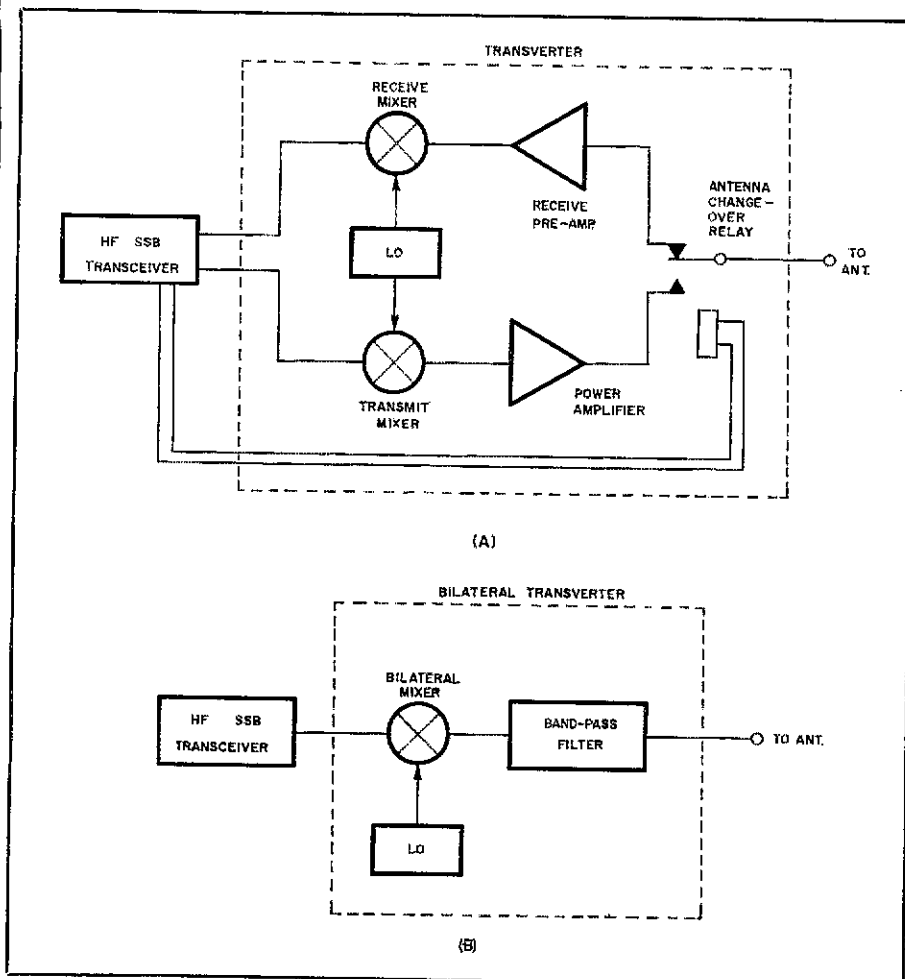 TRANSVERTER
RECEIVE
MIXER
RECEIVE
PRE-AMP.
ANTENNA
CHANGE-
OVER
RELAY
TO
ANT.
HF SSB
TRANSCEIVER
LO
TRANSMIT
MIXER
POWER
AMPLIFIER
(A)
BILATERAL TRANSVERTER
BILATERAL
MIXER
HF SSB
TRANSCEIVER
BAND-PASS
FILTER
TO ANT.
LO
(B)